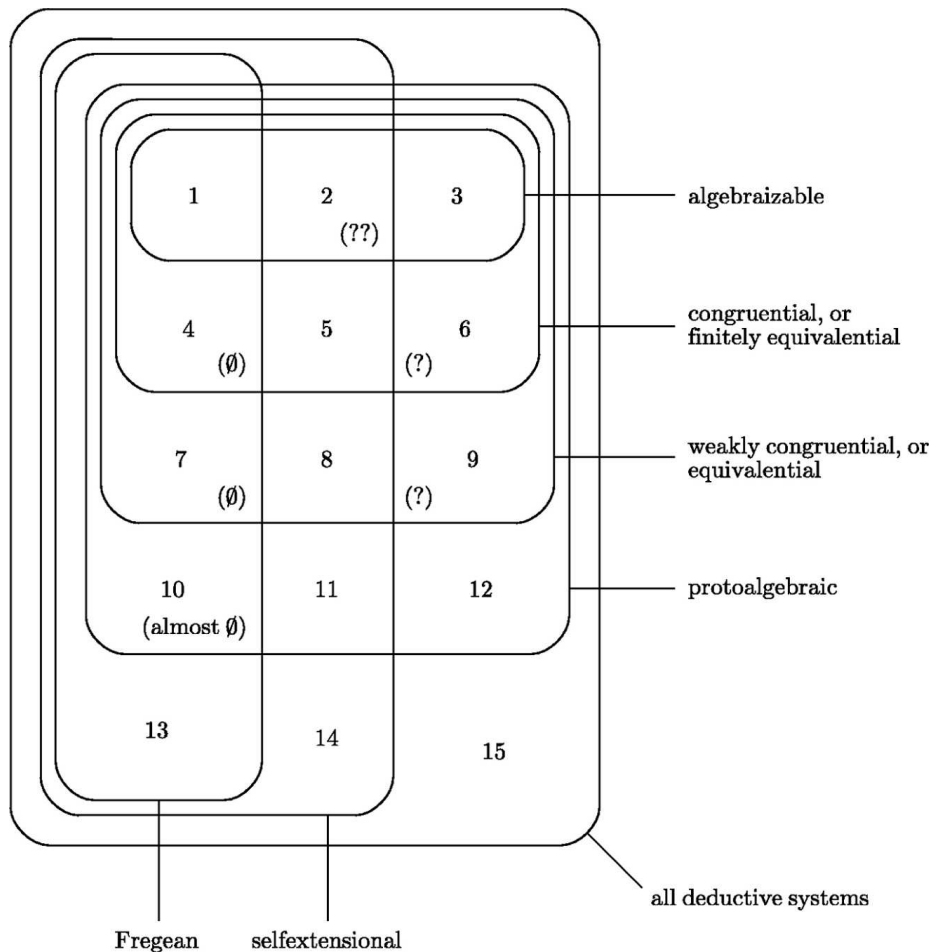 1 2 3 algebraizable
(??)
4 5 6 congruential, or
finitely equivalential
(∅) (?)
7 8 9 weakly congruential, or
equivalential
(∅) (?)
10 11 12 protoalgebraic
(almost ∅)
13 14 15
all deductive systems
Fregean selfextensional